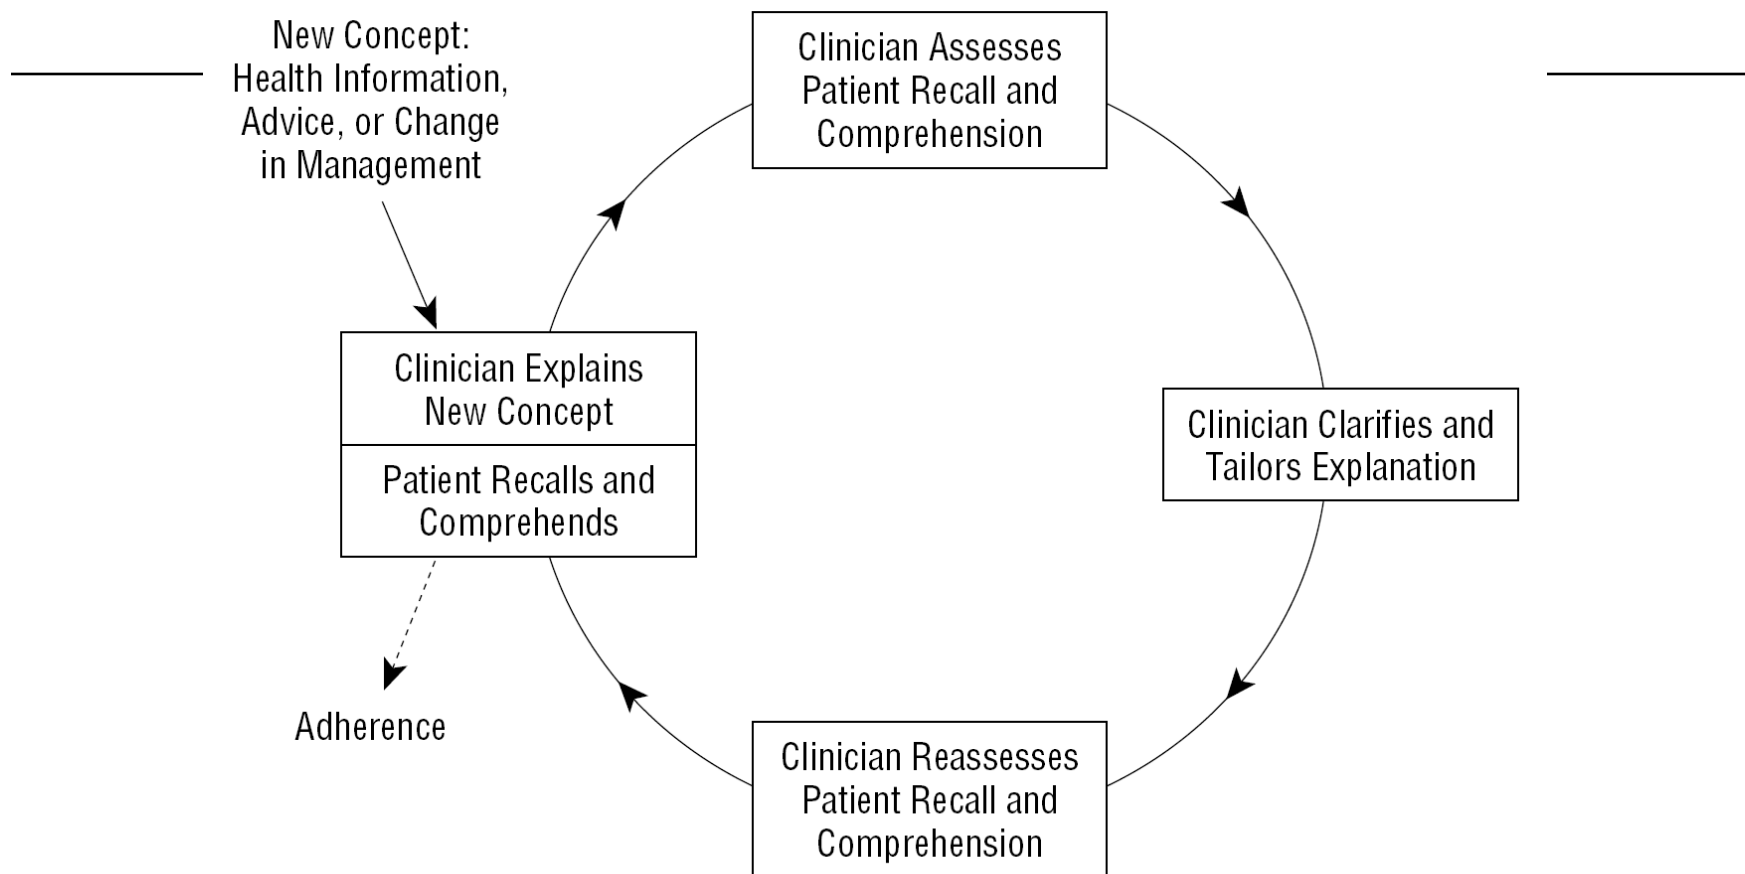 New Concept:
Health Information,
Advice, or Change
in Management
Clinician Assesses
Patient Recall and
Comprehension
Clinician Explains
New Concept
Patient Recalls and
Comprehends
Clinician Clarifies and
Tailors Explanation
Adherence
Clinician Reassesses
Patient Recall and
Comprehension